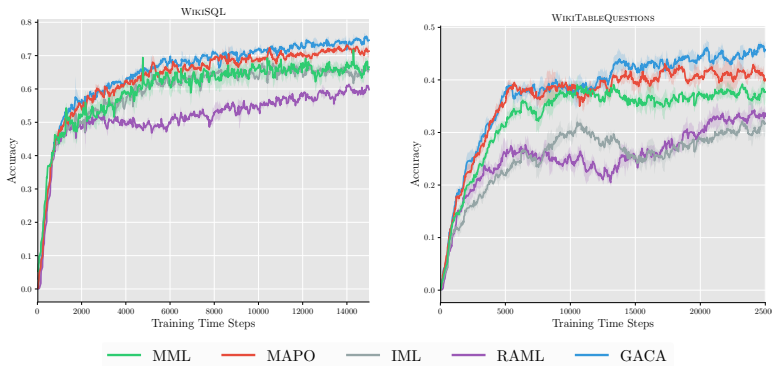 WikiSQL
0.8
0.7
0.6
0.5
0.4
0.3
0.2
0.1
0.0
Accuracy
0 2000 4000 6000 8000 10000 12000 14000
Training Time Steps
WikiTableQuestions
0.5
0.4
0.3
0.2
0.1
0.0
Accuracy
0 5000 10000 15000 20000 2500
Training Time Steps
MML MAPO IML RAML GACA